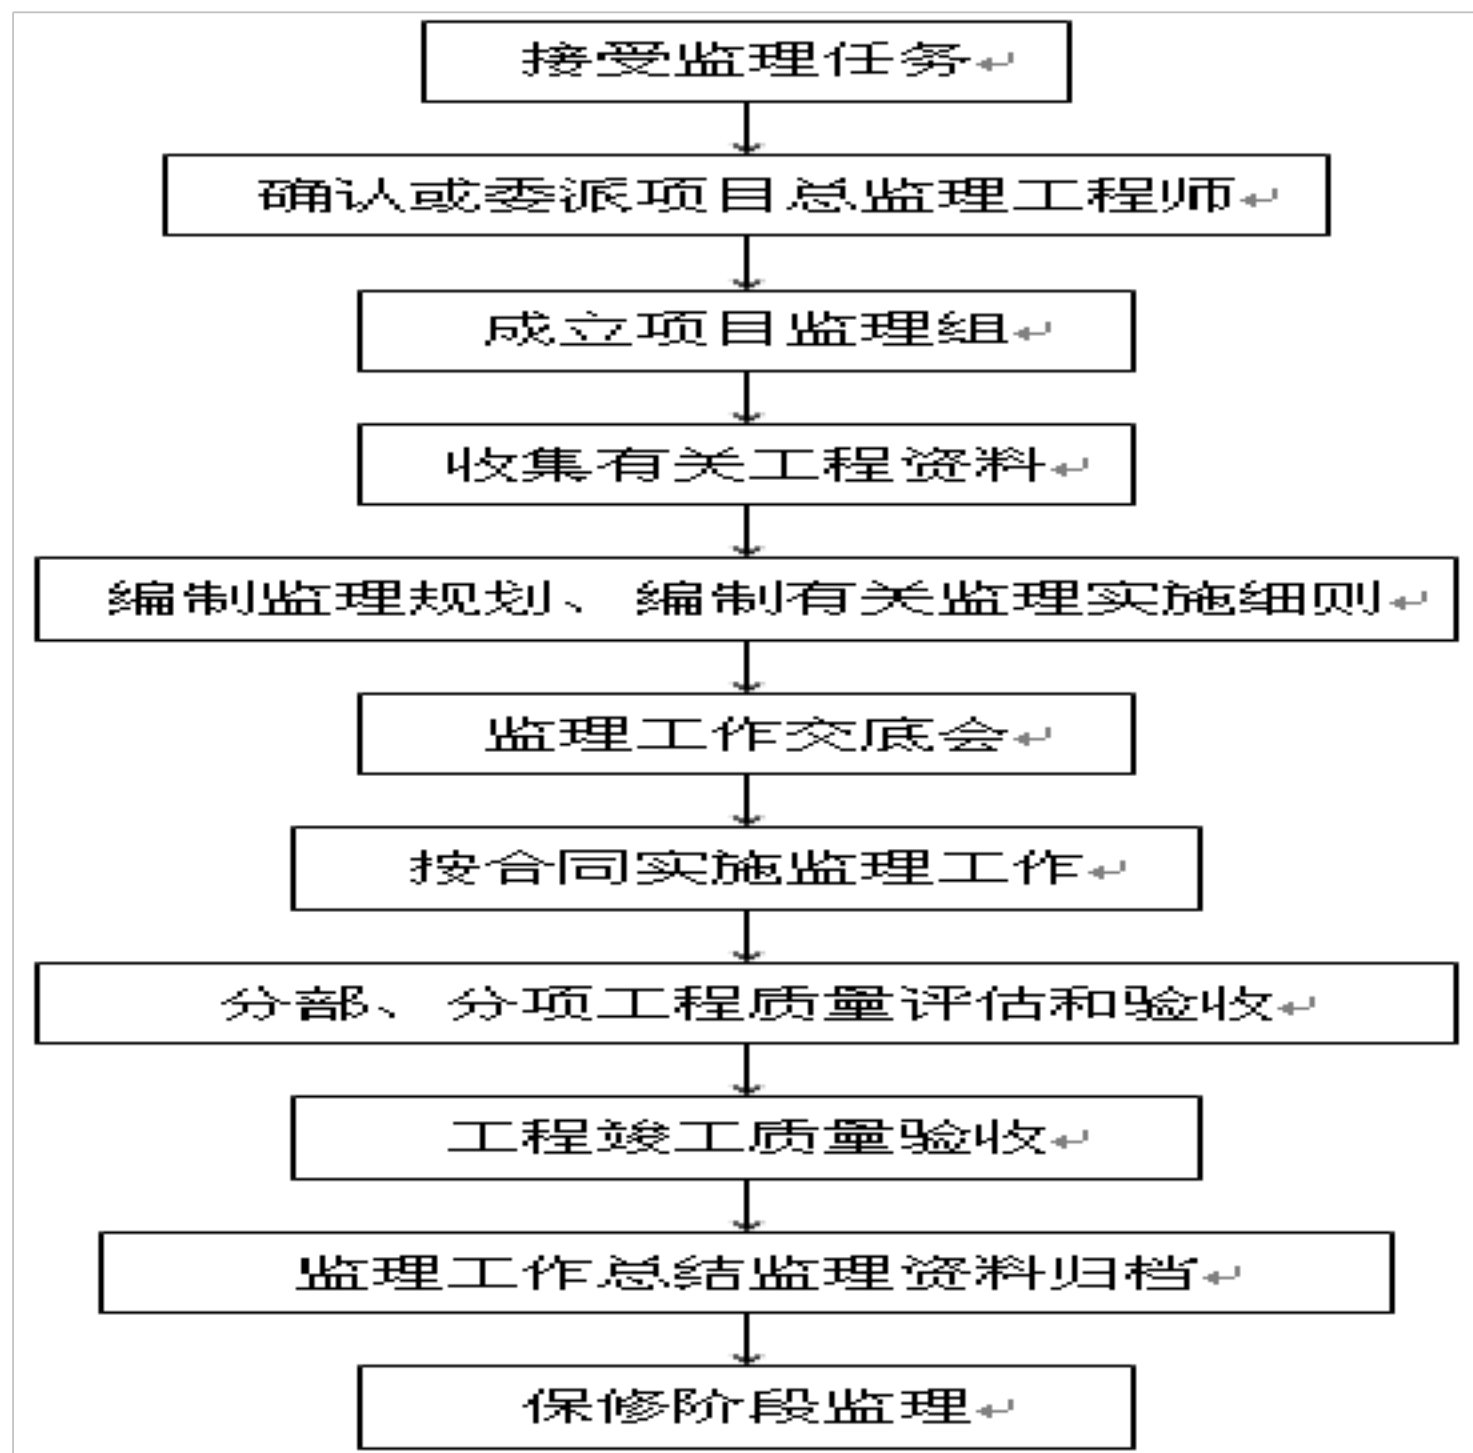 接受监理任务
确认或委派项目总监理工程师
成立项目监理组
收集有关工程资料
编制监理规划、编制有关监理实施细则
监理工作交底会
按合同实施监理工作
分部、分项工程质量评估和验收
工程竣工质量验收
监理工作总结监理资料归档
保修阶段监理